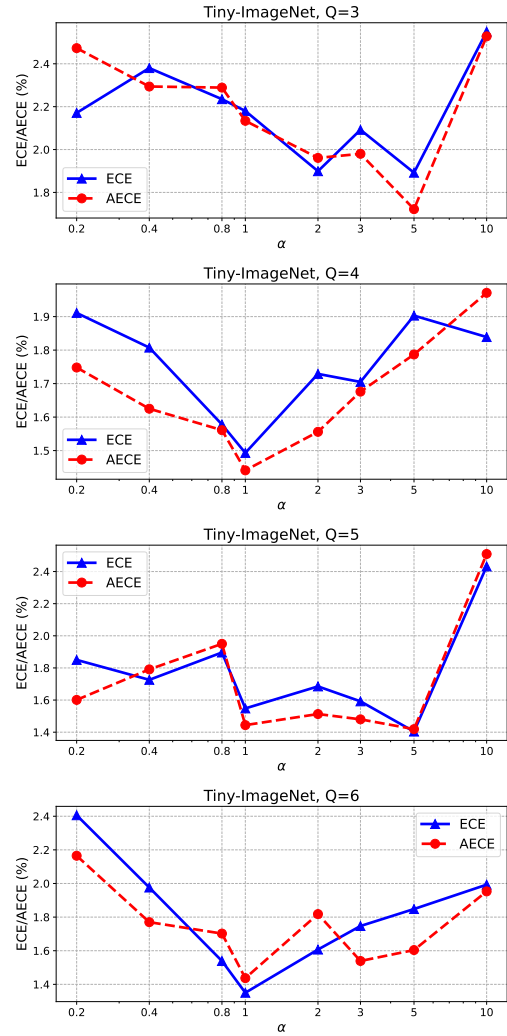 Tiny-ImageNet, Q=3
ECE/AECE (%)
2.4
2.2
2.0
1.8
ECE
AECE
0.2 0.4 0.8 1 2 3 5 10
α
Tiny-ImageNet, Q=4
ECE/AECE (%)
1.9
1.8
1.7
1.6
1.5
ECE
AECE
0.2 0.4 0.8 1 2 3 5 10
α
Tiny-ImageNet, Q=5
ECE/AECE (%)
2.4
2.2
2.0
1.8
1.6
1.4
ECE
AECE
0.2 0.4 0.8 1 2 3 5 10
α
Tiny-ImageNet, Q=6
ECE/AECE (%)
2.4
2.2
2.0
1.8
1.6
1.4
ECE
AECE
0.2 0.4 0.8 1 2 3 5 10
α